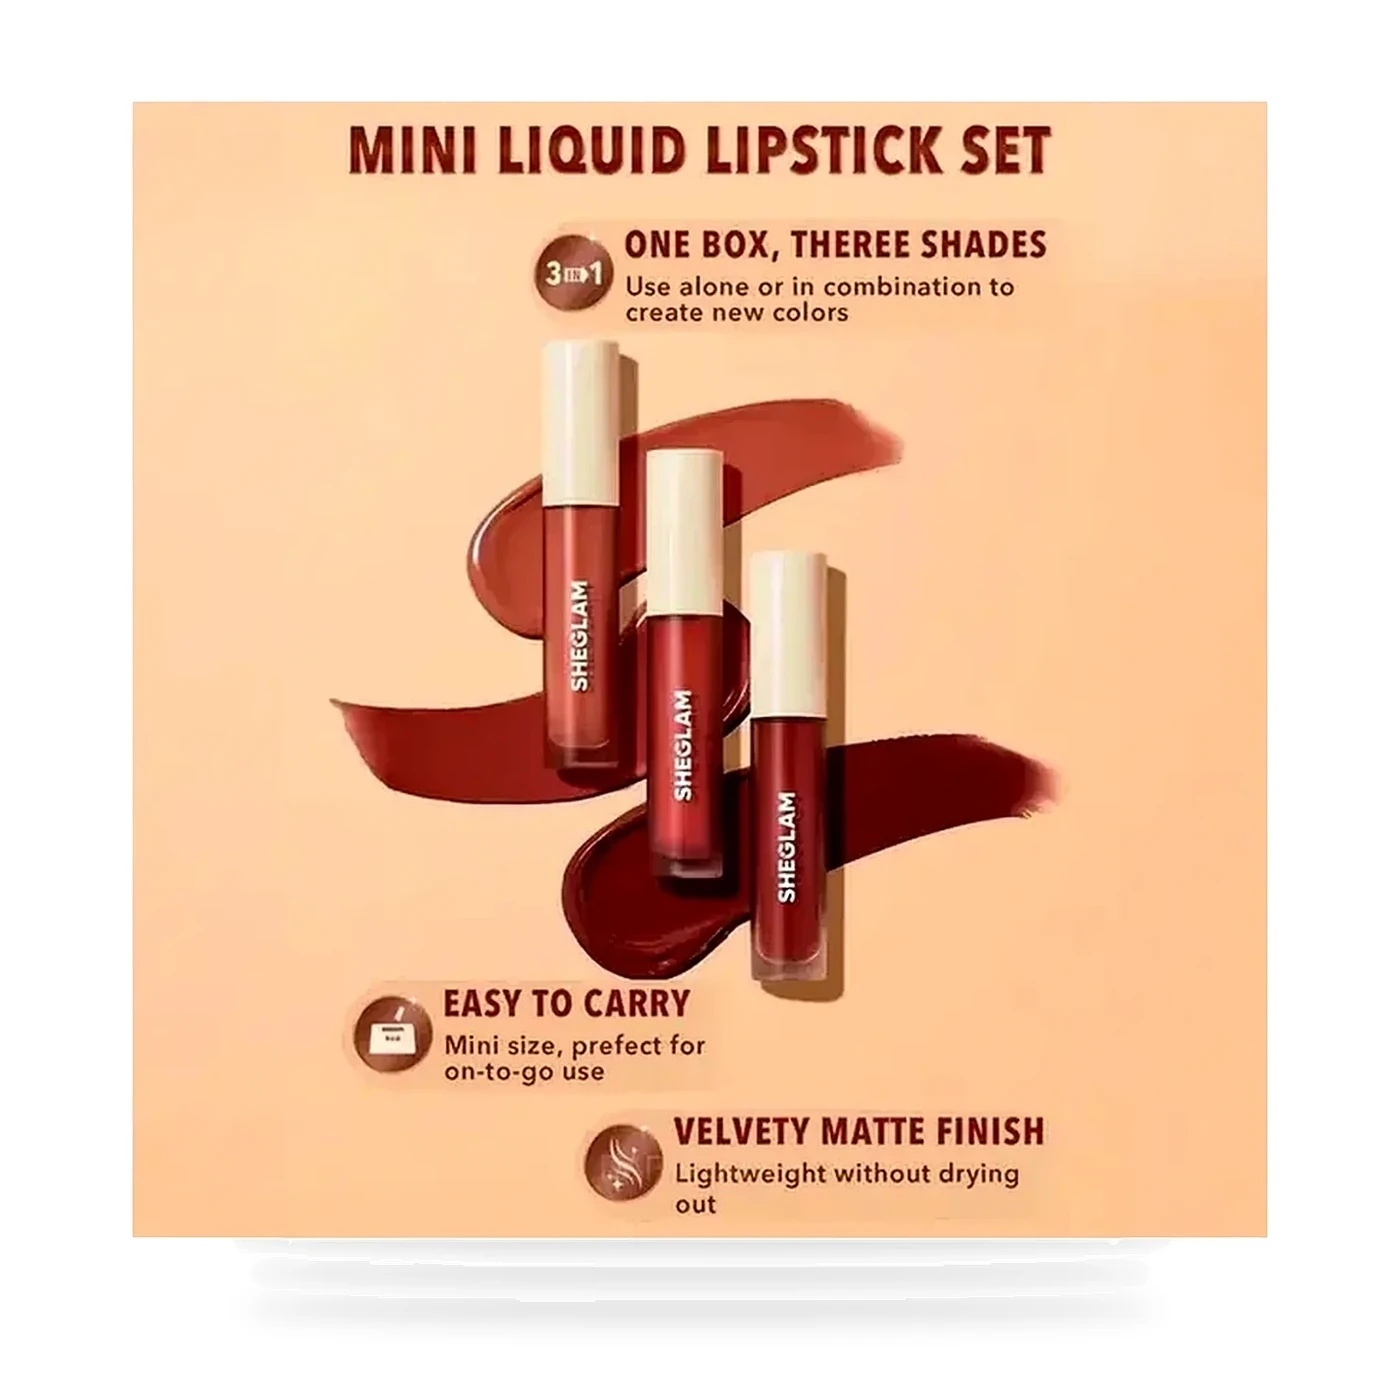 MINI LIQUID LIPSTICK SET
3 IN 1
ONE BOX, THEREE SHADES
Use alone or in combination to
create new colors
SHEGLAM
SHEGLAM
SHEGLAM
EASY TO CARRY
Mini size, prefect for
on-to-go use
VELVETY MATTE FINISH
Lightweight without drying
out